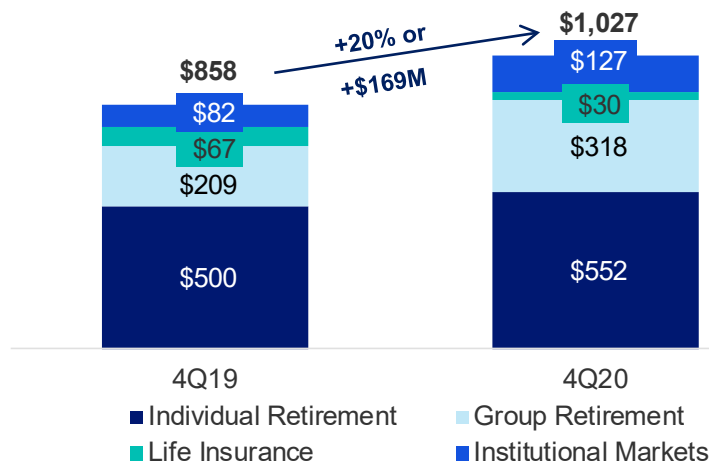 $1,027
+20% or
+$169M
$858
$82
$67
$209
$500
$127
$30
$318
$552
4Q19
4Q20
Individual Retirement
Group Retirement
Life Insurance
Institutional Markets